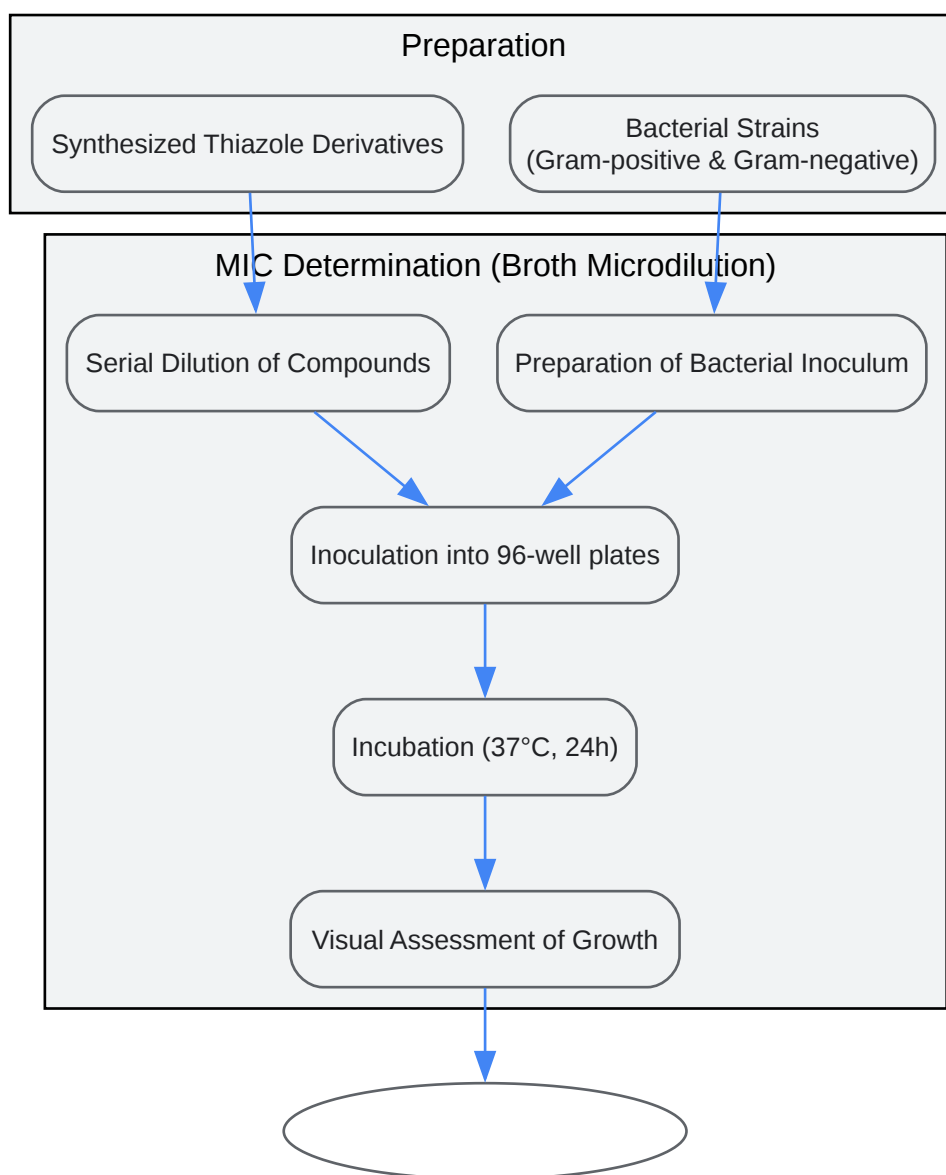 Preparation
Synthesized Thiazole Derivatives
Bacterial Strains
(Gram-positive & Gram-negative)
MIC Determination (Broth Microdilution)
Serial Dilution of Compounds
Preparation of Bacterial Inoculum
Inoculation into 96-well plates
Incubation (37°C, 24h)
Visual Assessment of Growth